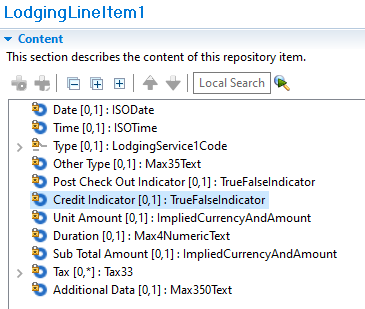 LodgingLineItem1
Content
This section describes the content of this repository item.
Local Search
Date [0,1] : ISODate
Time [0,1] : ISOTime
Type [0,1] : LodgingService1Code
Other Type [0,1] : Max35Text
Post Check Out Indicator [0,1] : TrueFalseIndicator
Credit Indicator [0,1] : TrueFalseIndicator
Unit Amount [0,1] : ImpliedCurrencyAndAmount
Duration [0,1] : Max4NumericText
Sub Total Amount [0,1] : ImpliedCurrencyAndAmount
Tax [0,*] : Tax33
Additional Data [0,1] : Max350Text